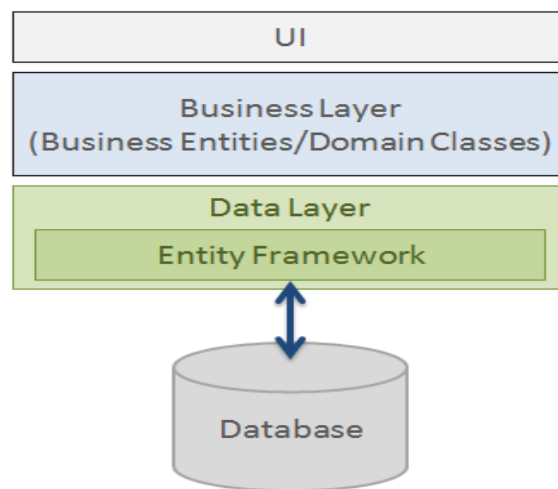 UI
Business Layer
(Business Entities/Domain Classes)
Data Layer
Entity Framework
Database